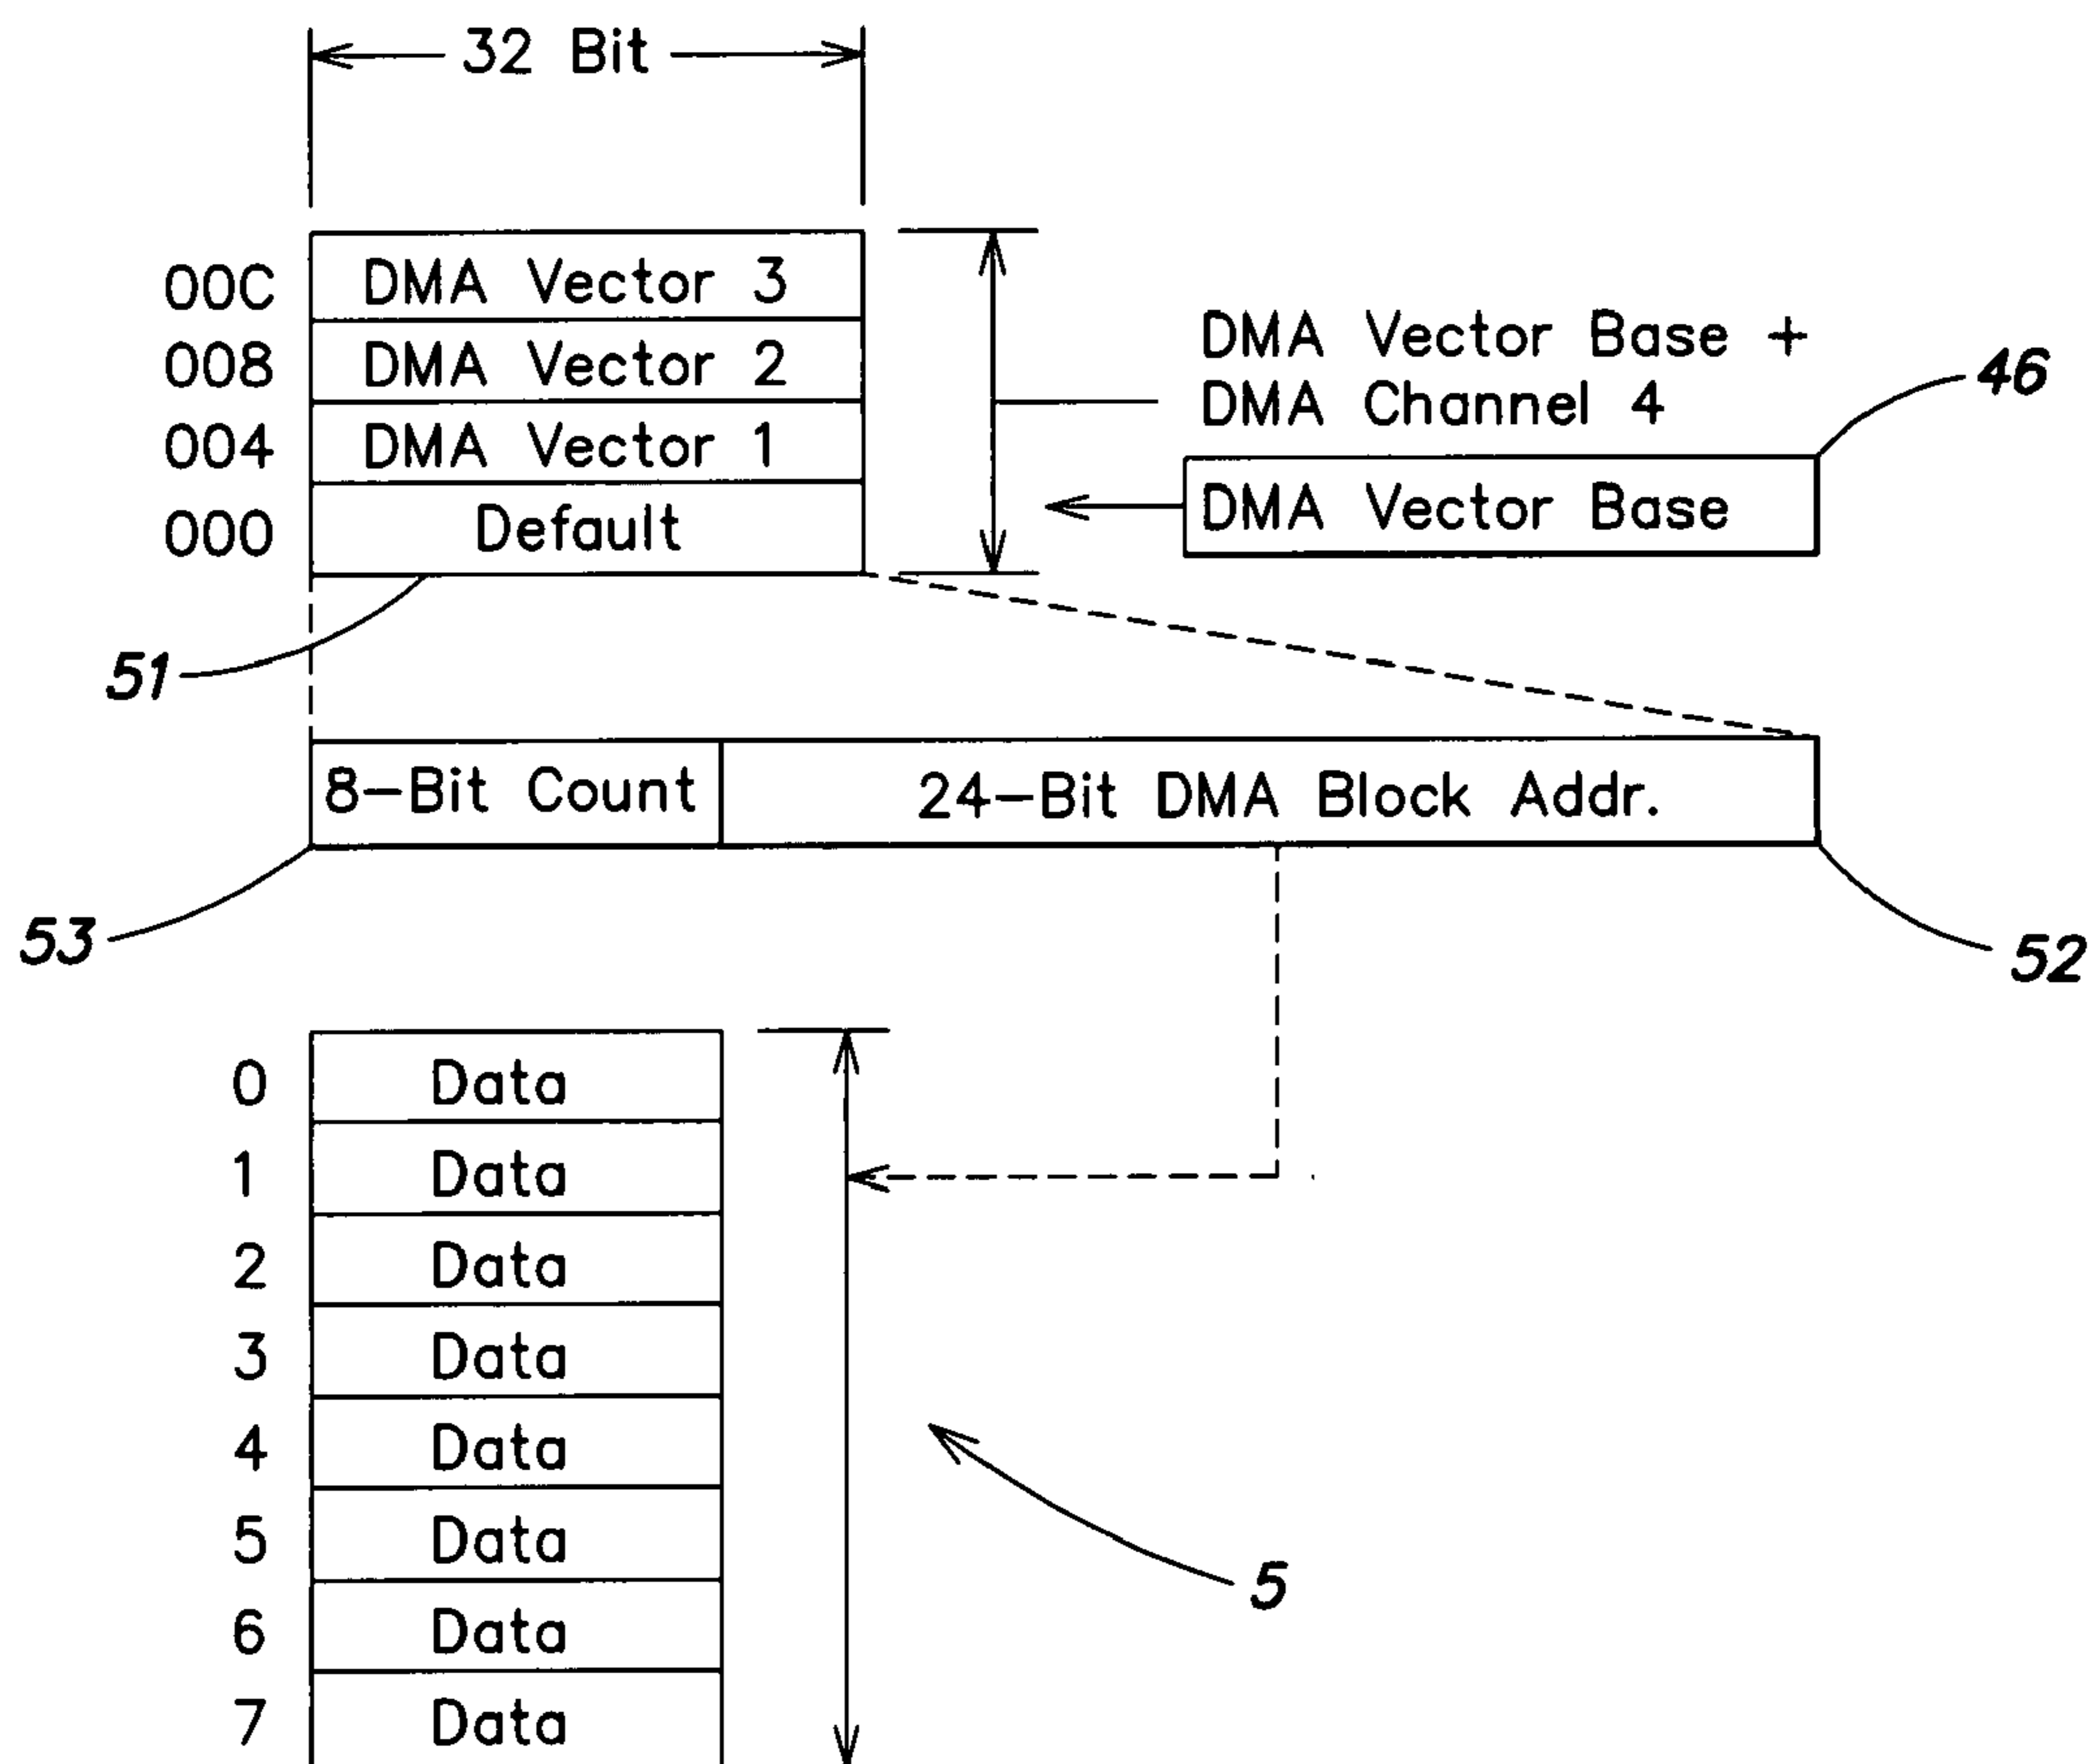 32 Bit
00C DMA Vector 3
008 DMA Vector 2
004 DMA Vector 1
000 Default
DMA Vector Base +
DMA Channel 4
46
DMA Vector Base
51
8-Bit Count 24-Bit DMA Block Addr.
53
52
0 Data
1 Data
2 Data
3 Data
4 Data
5 Data
6 Data
7 Data
5